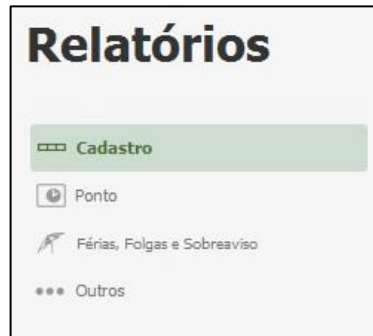 Relatórios
Cadastro
Ponto
Férias, Folgas e Sobreaviso
Outros